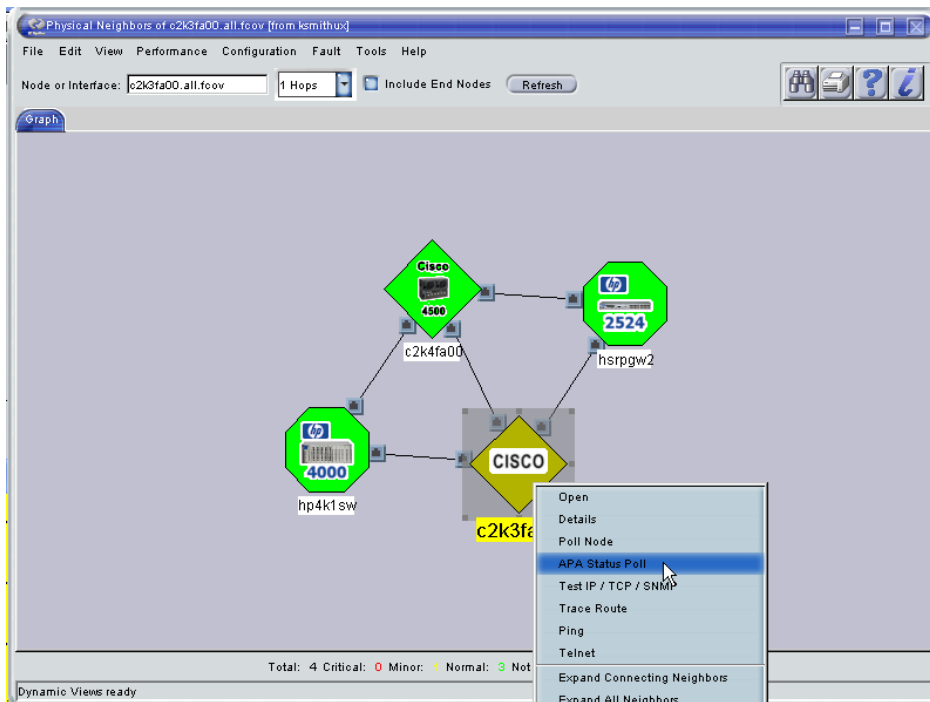 Physical Neighbors of c2k3fa00.all.fcov [from ksmithux]
File Edit View Performance Configuration Fault Tools Help
Node or Interface: c2k3fa00.all.fcov 1 Hops Include End Nodes Refresh
Graph
Cisco
4500
c2k4fa00
hp
2524
hsrpgw2
hp
4000
hp4k1sw
CISCO
c2k3fa
Open
Details
Poll Node
APA Status Poll
Test IP / TCP / SNMP
Trace Route
Ping
Telnet
Expand Connecting Neighbors
Expand All Neighbors
Total: 4 Critical: 0 Minor: 1 Normal: 3 Not
Dynamic Views ready